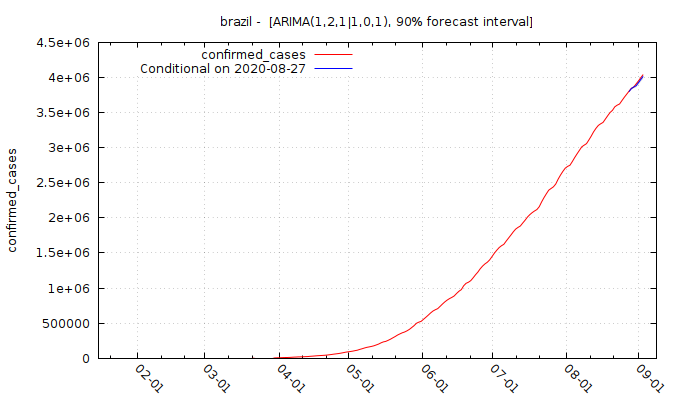 brazil -  [ARIMA(1,2,1|1,0,1), 90% forecast interval]
4.5e+06
4e+06
3.5e+06
3e+06
2.5e+06
2e+06
1.5e+06
1e+06
500000
0
confirmed_cases
confirmed_cases
Conditional on 2020-08-27
02-01
03-01
04-01
05-01
06-01
07-01
08-01
09-01